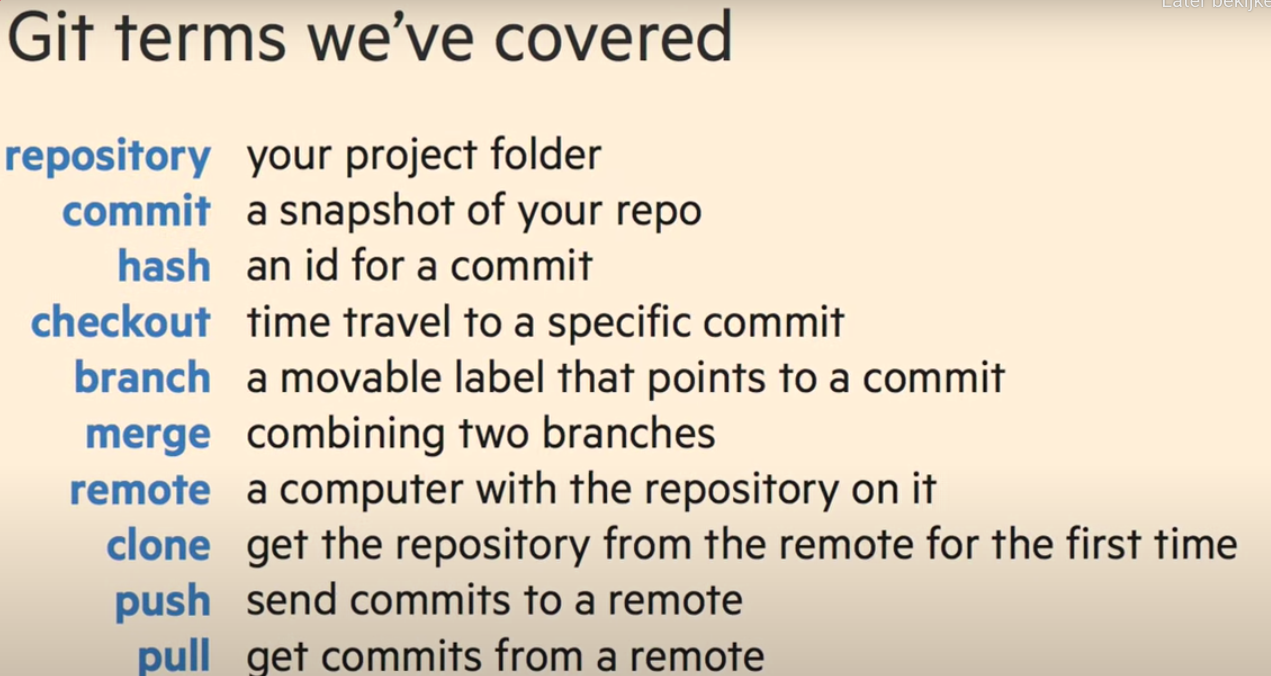 Later bekijke
Git terms we've covered
repository your project folder
commit a snapshot of your repo
hash an id for a commit
checkout time travel to a specific commit
branch a movable label that points to a commit
merge combining two branches
remote a computer with the repository on it
clone get the repository from the remote for the first time
push send commits to a remote
pull get commits from a remote